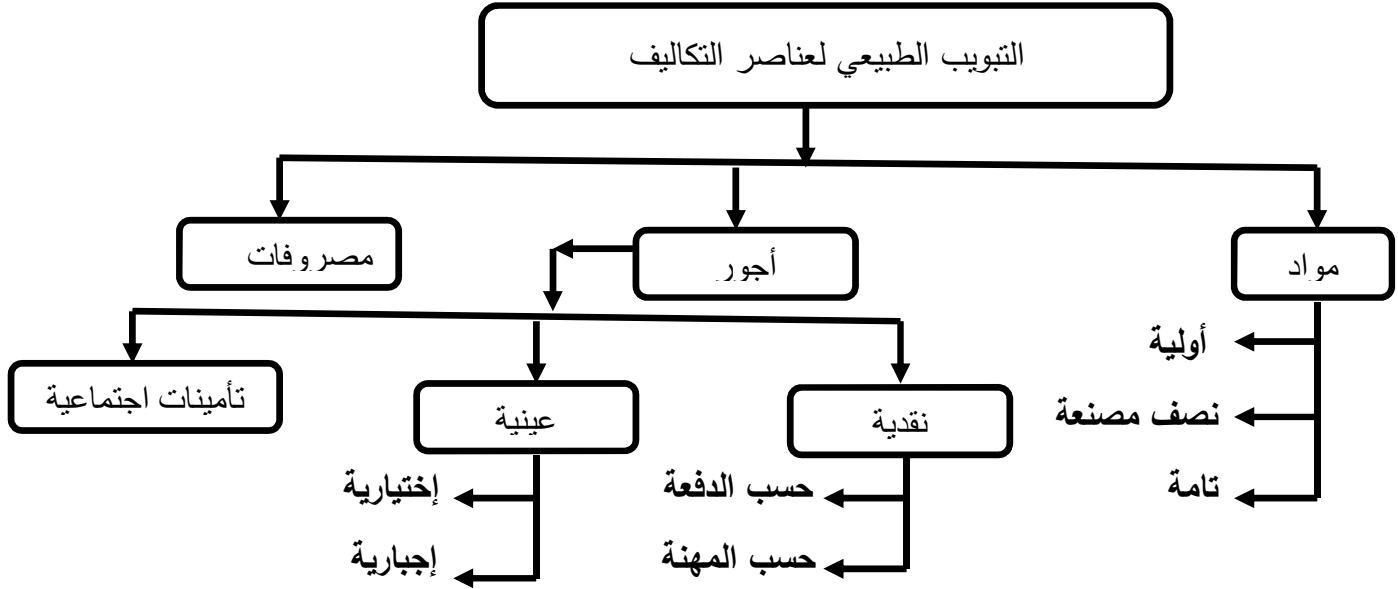 التبويب الطبيعي لعناصر التكاليف
مواد
أجور
مصروفات
أولية
نصف مصنعة
تامة
نقدية
عينية
تأمينات اجتماعية
حسب الدفعة
حسب المهنة
إختيارية
إجبارية